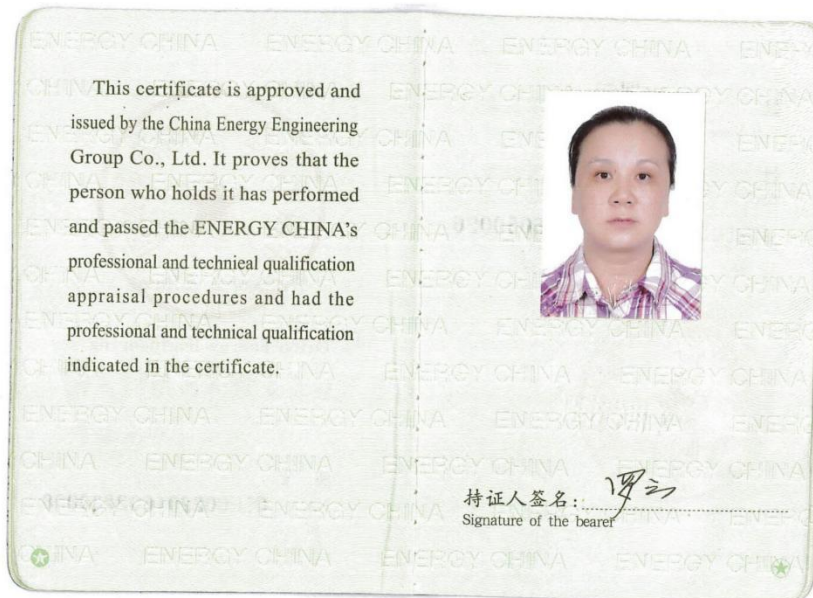 This certificate is approved and
issued by the China Energy Engineering
Group Co., Ltd. It proves that the
person who holds it has performed
and passed the ENERGY CHINA's
professional and technieal qualification
appraisal procedures and had the
professional and technical qualification
indicated in the certificate.
持证人签名：罗云
Signature of the bearer